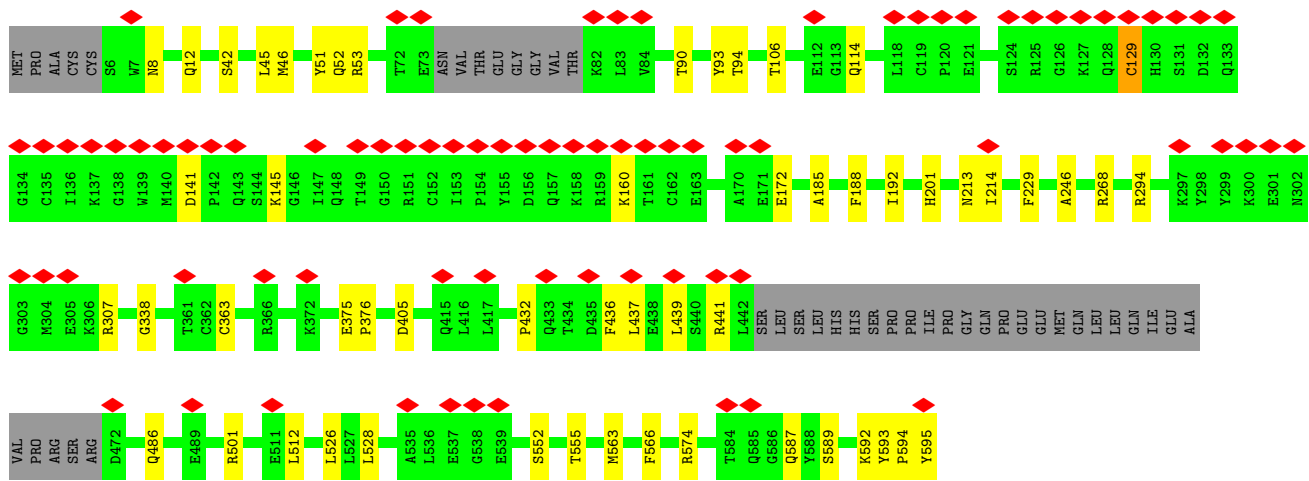 MET PRO ALA CYS CYS S6 W7 N8 Q12 S42 L45 M46 Y51 Q52 R53 T72 E73 ASN VAL THR GLU GLY GLY VAL THR K82 L83 V84 T90 Y93 T94 T106 E112 G113 Q114 L118 C119 P120 E121 S124 R125 G126 K127 Q128 C129 H130 S131 D132 Q133
G134 C135 I136 K137 G138 W139 M140 D141 P142 Q143 S144 K145 G146 I147 Q148 T149 G150 R151 C152 I153 P154 Y155 D156 Q157 K158 R159 K160 T161 C162 E163 A170 E171 E172 A185 F188 I192 H201 N213 I214 F229 A246 R268 R294 K297 Y298 Y299 K300 E301 N302
G303 M304 E305 K306 R307 G338 T361 C362 C363 R366 K372 E375 P376 D405 Q415 L416 L417 P432 Q433 T434 D435 F436 L437 E438 L439 S440 R441 L442 SER LEU SER LEU HIS HIS SER PRO PRO ILE PRO GLY GLN PRO GLU GLU MET GLN LEU LEU GLN ILE GLU ALA
VAL PRO ARG SER ARG D472 Q486 E489 R501 E511 L512 L526 L527 L528 A535 L536 E537 G538 E539 S552 T555 M563 F566 R574 T584 Q585 G586 Q587 Y588 S589 K592 Y593 P594 Y595